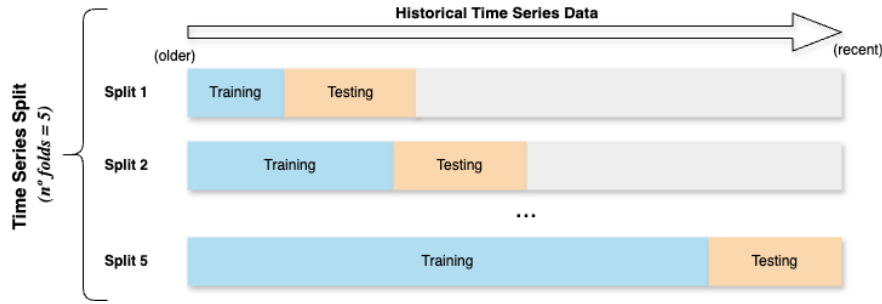 Historical Time Series Data
(older)
(recent)
Time Series Split
(nº folds = 5)
Split 1
Training
Testing
Split 2
Training
Testing
...
Split 5
Training
Testing